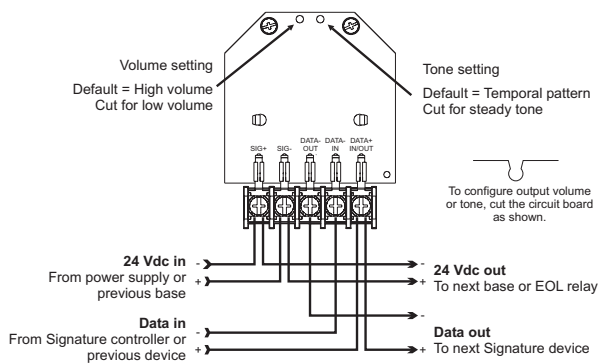 Volume setting
Default = High volume
Cut for low volume
Tone setting
Default = Temporal pattern
Cut for steady tone
SIG+
SIG-
DATA-
OUT
DATA-
IN
DATA+
IN/OUT
To configure output volume
or tone, cut the circuit board
as shown.
24 Vdc in
From power supply or
previous base
-
+
24 Vdc out
To next base or EOL relay
-
+
Data in
From Signature controller or
previous device
-
+
Data out
To next Signature device
-
+